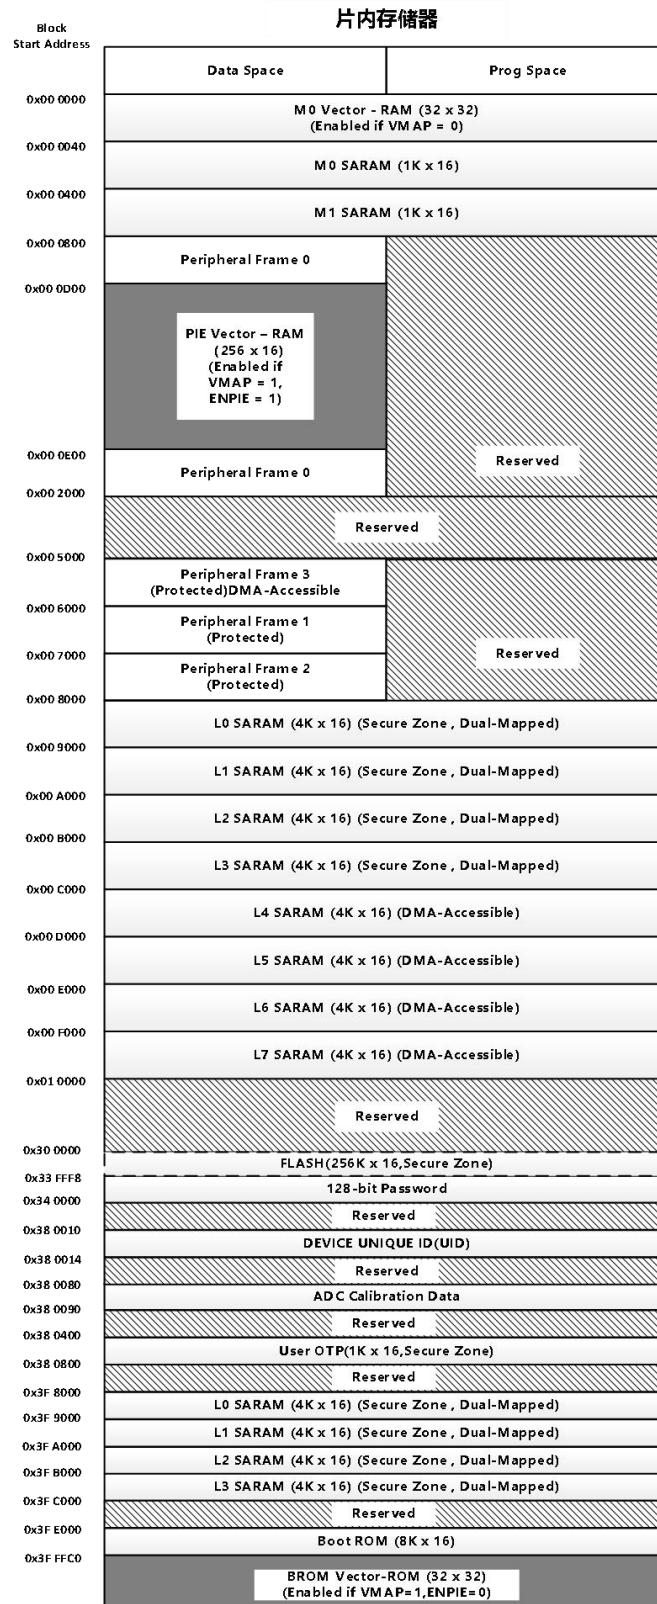 片内存储器
Block
Start Address
Data Space
Prog Space
0x00 0000
M0 Vector - RAM (32 x 32)
(Enabled if VMAP = 0)
0x00 0040
M0 SARAM (1K x 16)
0x00 0400
M1 SARAM (1K x 16)
0x00 0800
Peripheral Frame 0
0x00 0D00
PIE Vector – RAM
(256 x 16)
(Enabled if
VMAP = 1,
ENPIE = 1)
0x00 0E00
Reserved
Peripheral Frame 0
0x00 2000
Reserved
0x00 5000
Peripheral Frame 3
(Protected)DMA-Accessible
0x00 6000
Peripheral Frame 1
(Protected)
Reserved
0x00 7000
Peripheral Frame 2
(Protected)
0x00 8000
L0 SARAM (4K x 16) (Secure Zone , Dual-Mapped)
0x00 9000
L1 SARAM (4K x 16) (Secure Zone , Dual-Mapped)
0x00 A000
L2 SARAM (4K x 16) (Secure Zone , Dual-Mapped)
0x00 B000
L3 SARAM (4K x 16) (Secure Zone , Dual-Mapped)
0x00 C000
L4 SARAM (4K x 16) (DMA-Accessible)
0x00 D000
L5 SARAM (4K x 16) (DMA-Accessible)
0x00 E000
L6 SARAM (4K x 16) (DMA-Accessible)
0x00 F000
L7 SARAM (4K x 16) (DMA-Accessible)
0x01 0000
Reserved
0x30 0000
FLASH(256K x 16,Secure Zone)
0x33 FFF8
128-bit Password
0x34 0000
Reserved
0x38 0010
DEVICE UNIQUE ID(UID)
0x38 0014
Reserved
0x38 0080
ADC Calibration Data
0x38 0090
Reserved
0x38 0400
User OTP(1K x 16,Secure Zone)
0x38 0800
Reserved
0x3F 8000
L0 SARAM (4K x 16) (Secure Zone , Dual-Mapped)
0x3F 9000
L1 SARAM (4K x 16) (Secure Zone , Dual-Mapped)
0x3F A000
L2 SARAM (4K x 16) (Secure Zone , Dual-Mapped)
0x3F B000
L3 SARAM (4K x 16) (Secure Zone , Dual-Mapped)
0x3F C000
Reserved
0x3F E000
Boot ROM (8K x 16)
0x3F FFC0
BROM Vector-ROM (32 x 32)
(Enabled if VMAP=1,ENPIE=0)